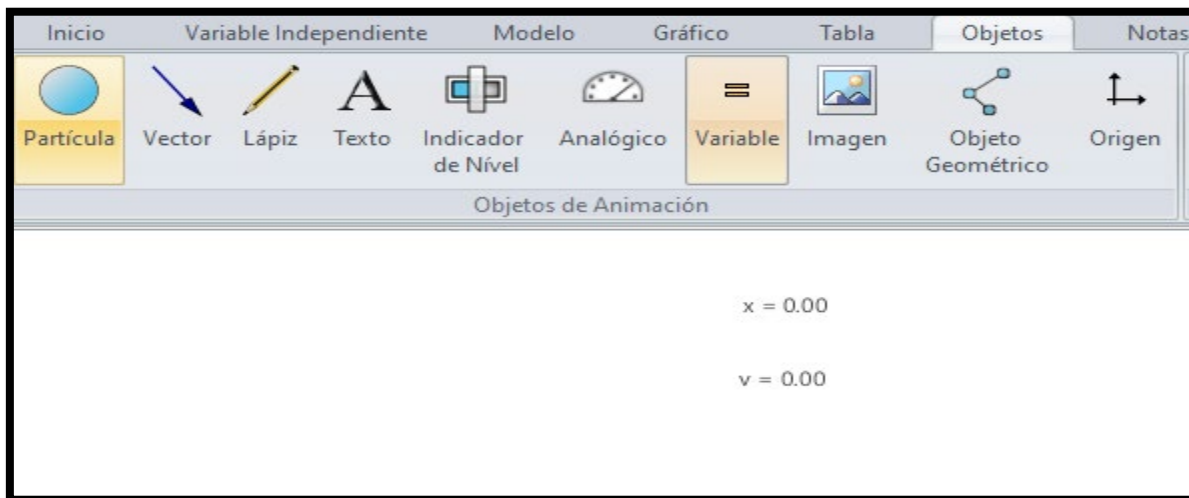 Inicio Variable Independiente Modelo Gráfico Tabla Objetos Notas
Partícula Vector Lápiz Texto Indicador de Nível Analógico Variable Imagen Objeto Geométrico Origen
Objetos de Animación
x = 0.00
v = 0.00